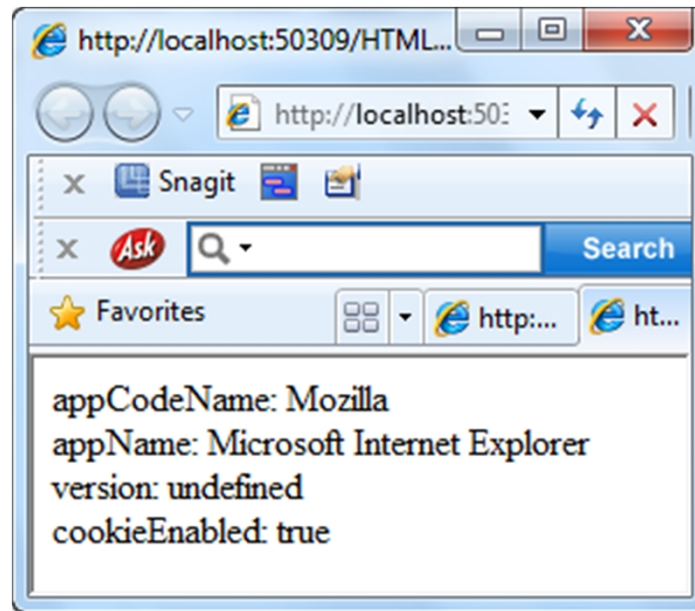 http://localhost:50309/HTML...
http://localhost:503
Snagit
Ask Search
Favorites http:... ht...
appCodeName: Mozilla
appName: Microsoft Internet Explorer
version: undefined
cookieEnabled: true